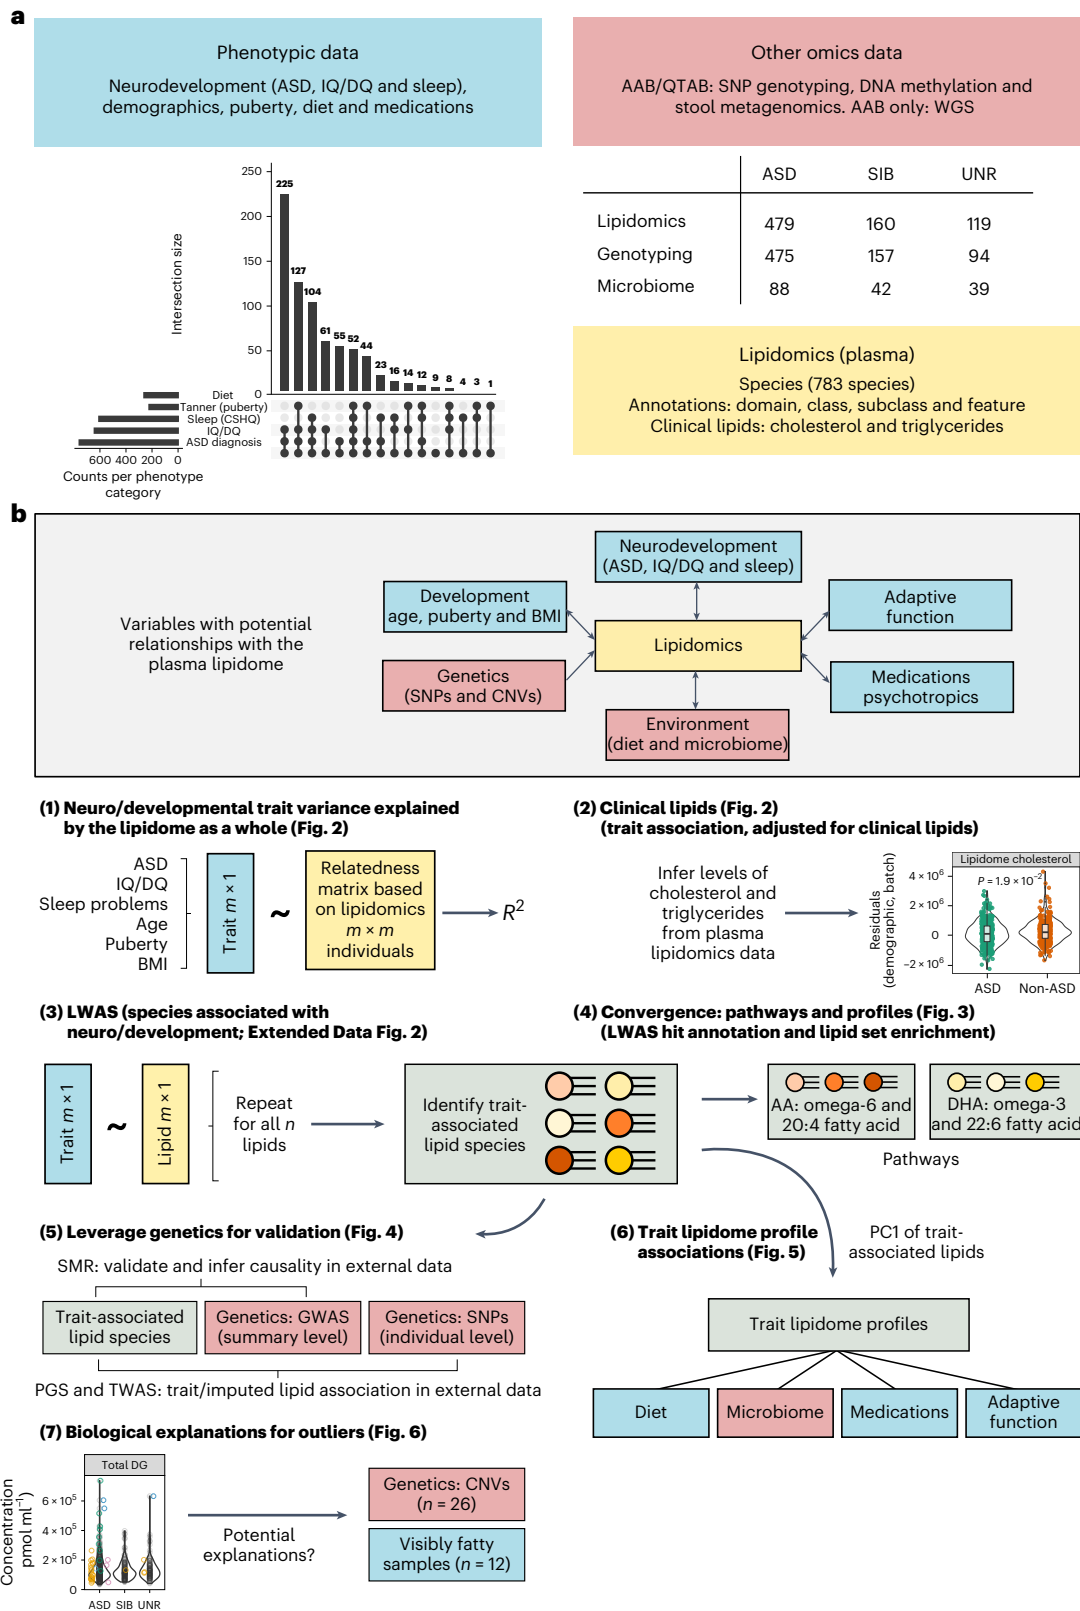 a
Phenotypic data
Neurodevelopment (ASD, IQ/DQ and sleep),
demographics, puberty, diet and medications
Other omics data
AAB/QTAB: SNP genotyping, DNA methylation and
stool metagenomics. AAB only: WGS
Intersection size
250
200
150
100
50
0
225
127
104
61
55
52
44
23
16
14
12
9
8
4
3
1
Diet
Tanner (puberty)
Sleep (CSHQ)
IQ/DQ
ASD diagnosis
600 400 200 0
Counts per phenotype
category
ASD SIB UNR
Lipidomics 479 160 119
Genotyping 475 157 94
Microbiome 88 42 39
Lipidomics (plasma)
Species (783 species)
Annotations: domain, class, subclass and feature
Clinical lipids: cholesterol and triglycerides
b
Variables with potential
relationships with the
plasma lipidome
Neurodevelopment
(ASD, IQ/DQ and sleep)
Development
age, puberty and BMI
Adaptive
function
Lipidomics
Genetics
(SNPs and CNVs)
Medications
psychotropics
Environment
(diet and microbiome)
(1) Neuro/developmental trait variance explained
by the lipidome as a whole (Fig. 2)
ASD
IQ/DQ
Sleep problems
Age
Puberty
BMI
Trait m × 1
~
Relatedness
matrix based
on lipidomics
m × m
individuals
R²
(2) Clinical lipids (Fig. 2)
(trait association, adjusted for clinical lipids)
Infer levels of
cholesterol and
triglycerides
from plasma
lipidomics data
Residuals
(demographic, batch)
Lipidome cholesterol
P = 1.9 × 10⁻²
4 × 10⁶
2 × 10⁶
0
−2 × 10⁶
ASD Non-ASD
(3) LWAS (species associated with
neuro/development; Extended Data Fig. 2)
Trait m × 1
~
Lipid m × 1
Repeat
for all n
lipids
Identify trait-
associated
lipid species
(4) Convergence: pathways and profiles (Fig. 3)
(LWAS hit annotation and lipid set enrichment)
AA: omega-6 and
20:4 fatty acid
DHA: omega-3
and 22:6 fatty acid
Pathways
(5) Leverage genetics for validation (Fig. 4)
SMR: validate and infer causality in external data
Trait-associated
lipid species
Genetics: GWAS
(summary level)
Genetics: SNPs
(individual level)
PGS and TWAS: trait/imputed lipid association in external data
(6) Trait lipidome profile
associations (Fig. 5)
PC1 of trait-
associated lipids
Trait lipidome profiles
Diet
Microbiome
Medications
Adaptive
function
(7) Biological explanations for outliers (Fig. 6)
Concentration
pmol ml⁻¹)
Total DG
6 × 10⁵
4 × 10⁵
2 × 10⁵
0
ASD SIB UNR
Potential
explanations?
Genetics: CNVs
(n = 26)
Visibly fatty
samples (n = 12)